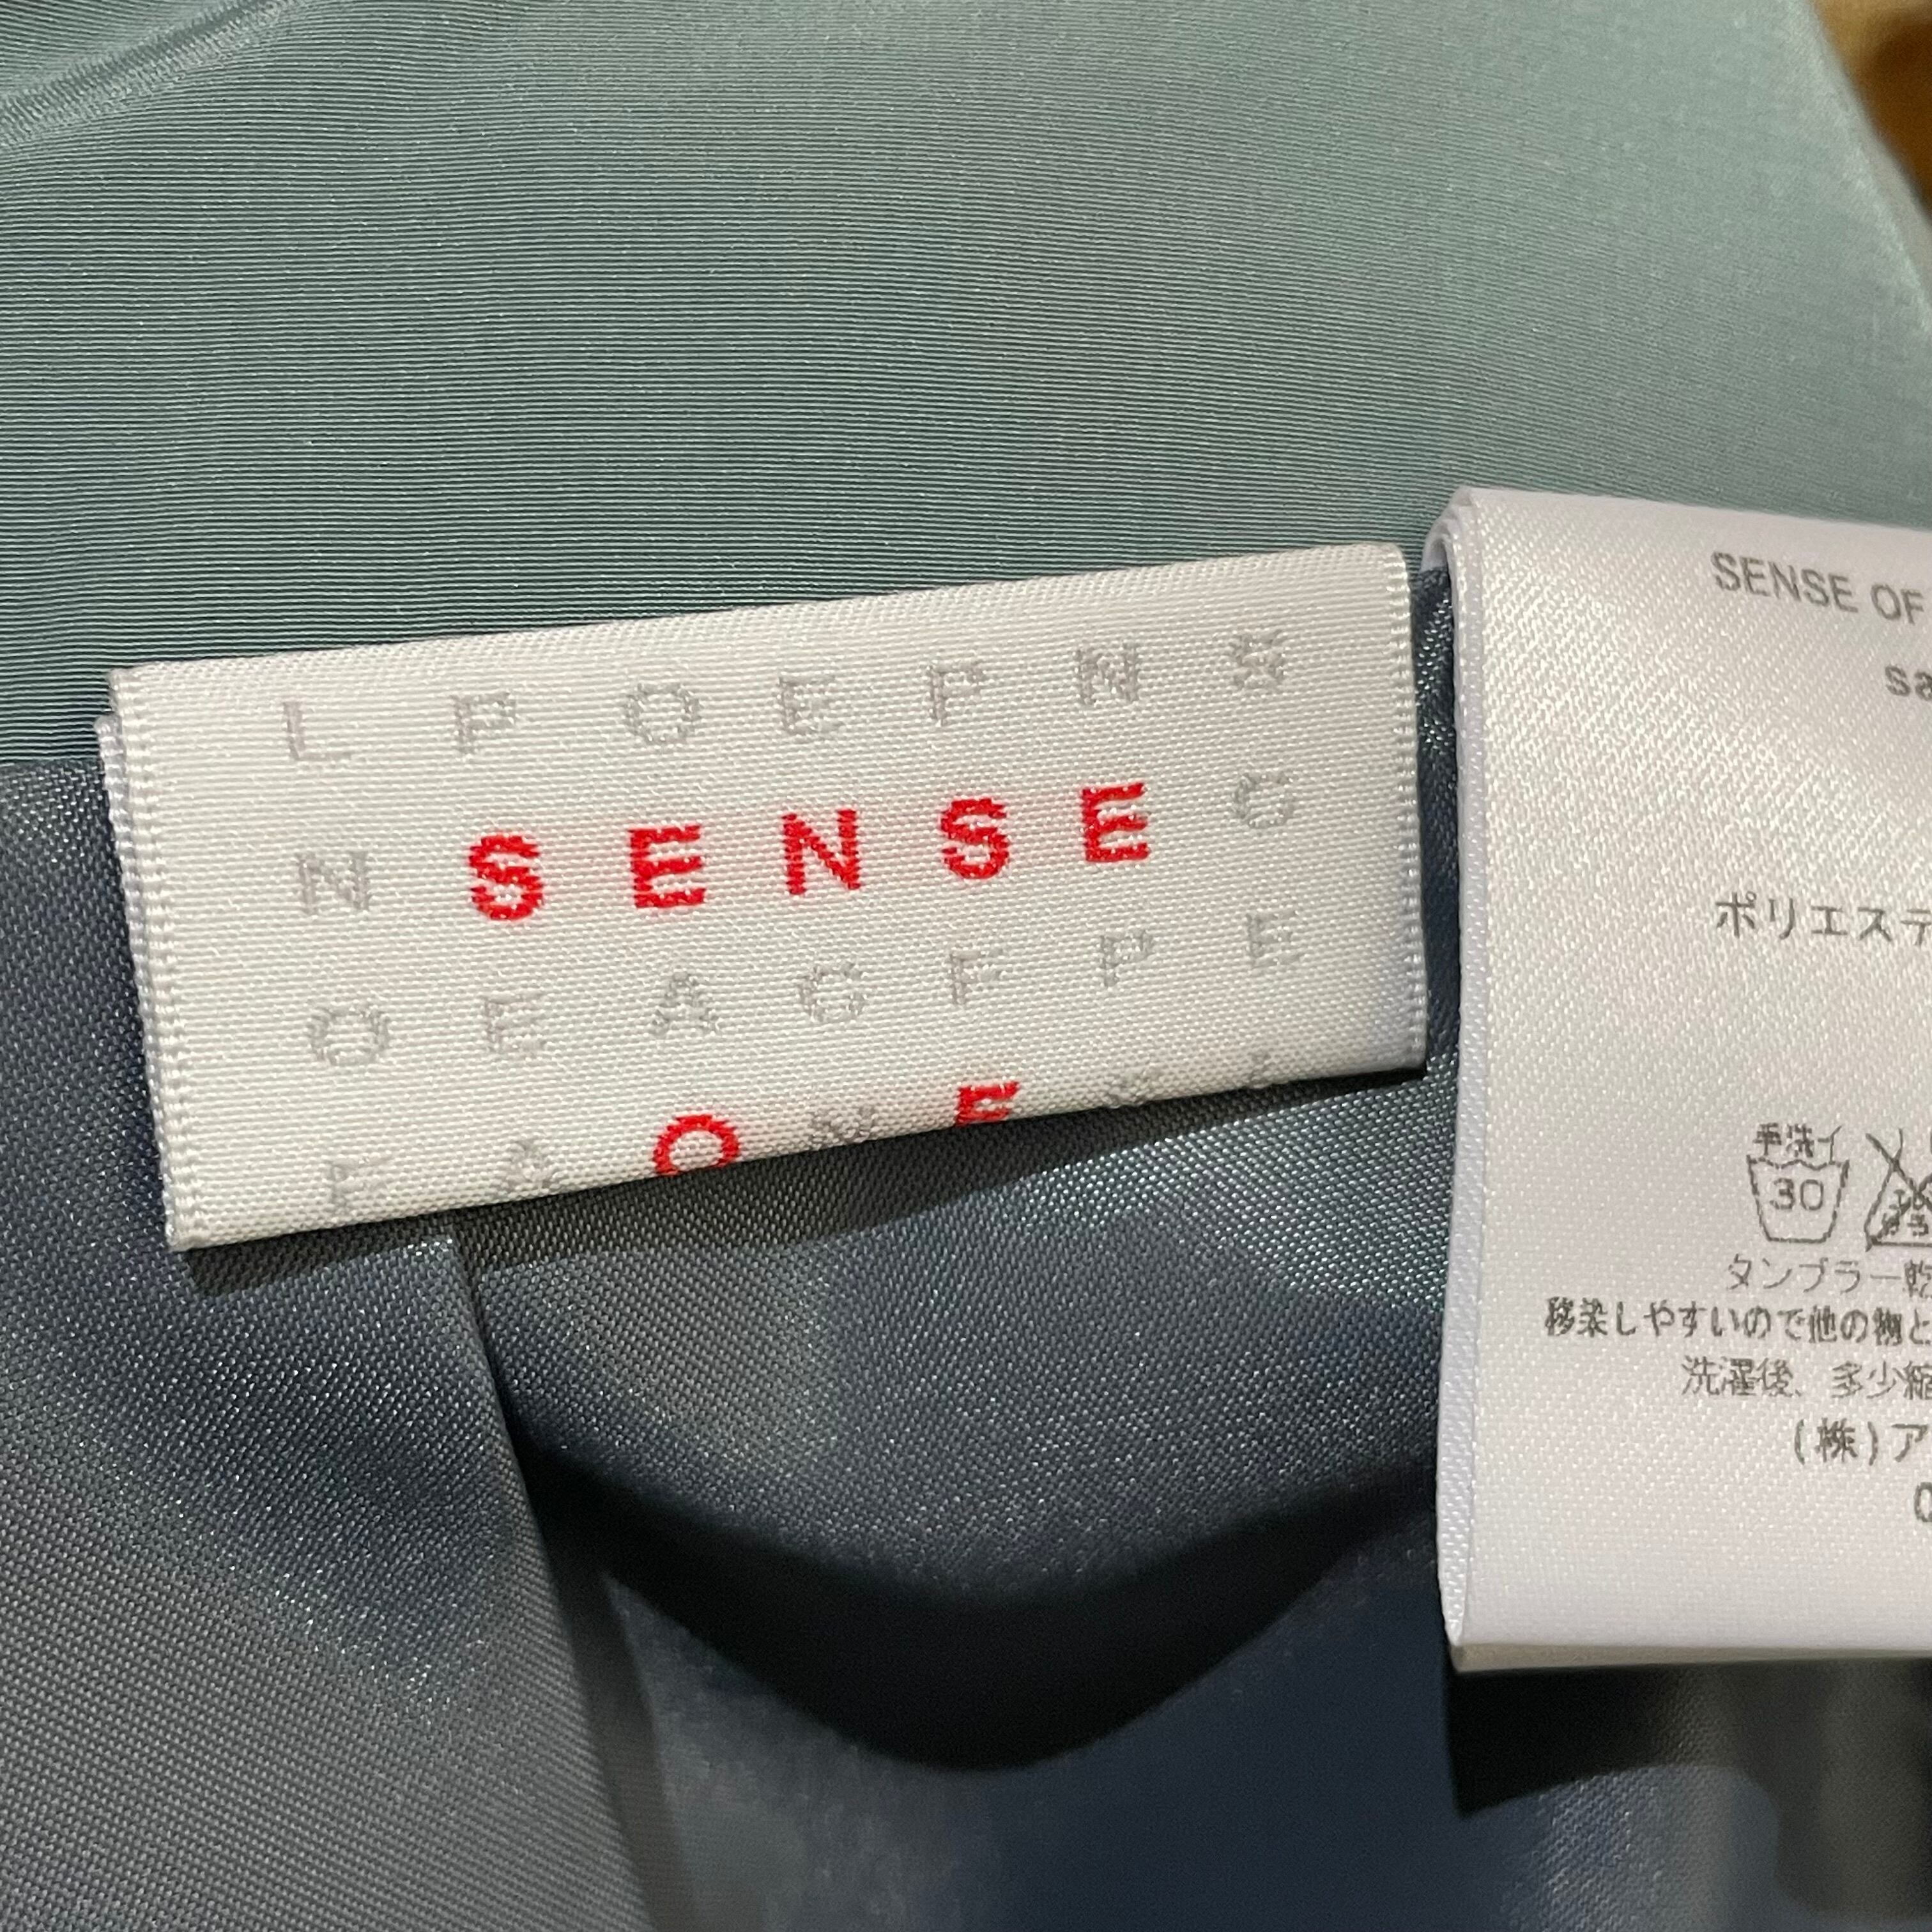 L P O E P N S
N SENSE G
O E A G F P E
F A O N E
SENSE OF
sa
ポリエステ
手洗イ
30
タンブラー乾
移染しやすいので他の物と
洗濯後、多少縮
(株)ア
0